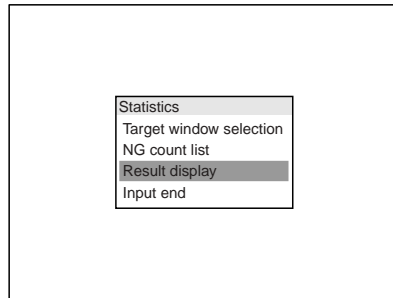 Statistics
Target window selection
NG count list
Result display
Input end